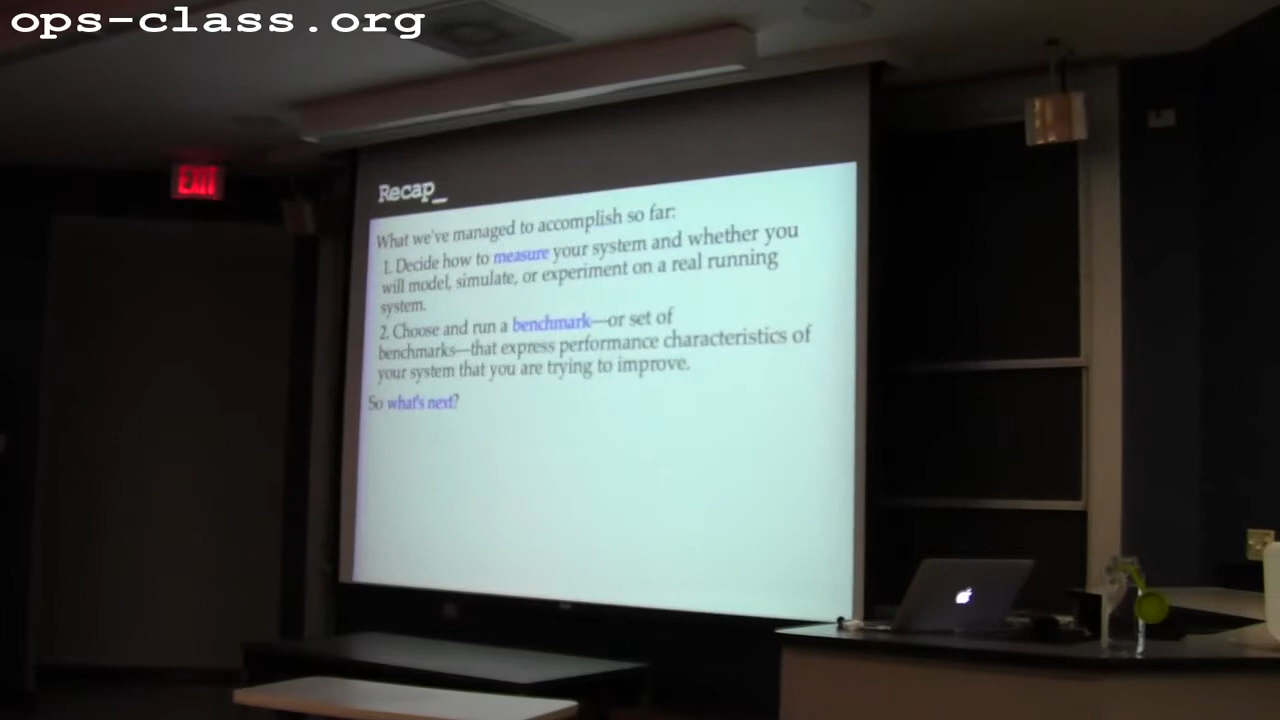 ops-class.org
EXIT
Recap_
What we've managed to accomplish so far:
1. Decide how to measure your system and whether you
will model, simulate, or experiment on a real running
system.
2. Choose and run a benchmark—or set of
benchmarks—that express performance characteristics of
your system that you are trying to improve.
So what's next?